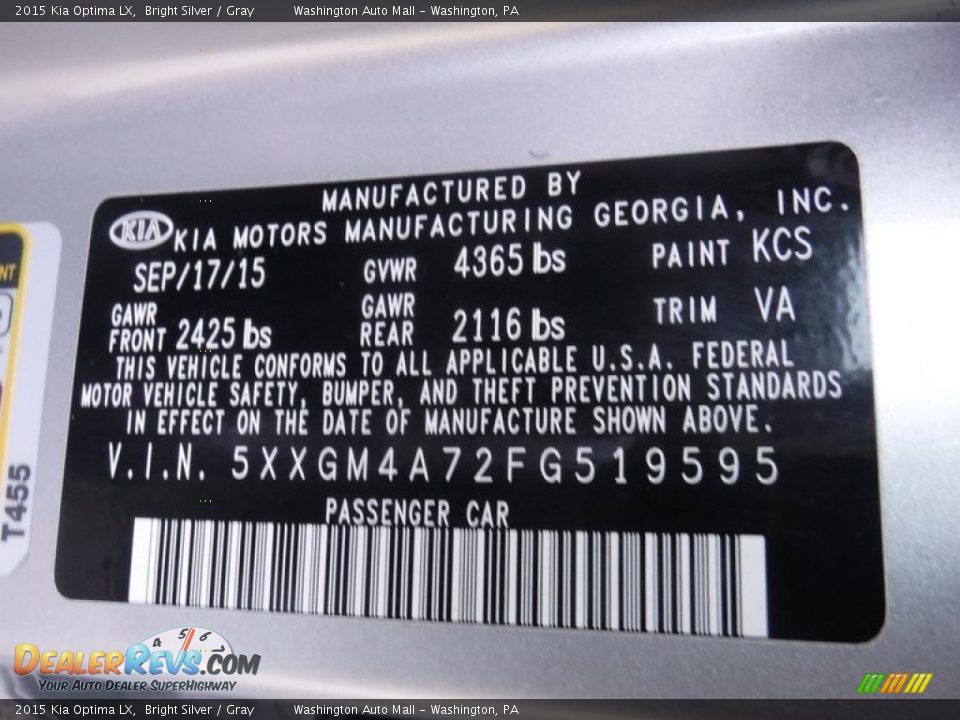 2015 Kia Optima LX, Bright Silver / Gray Washington Auto Mall - Washington, PA
MANUFACTURED BY
KIA KIA MOTORS MANUFACTURING GEORGIA, INC.
SEP/17/15 GVWR 4365 lbs PAINT KCS
GAWR FRONT 2425 lbs GAWR REAR 2116 lbs TRIM VA
THIS VEHICLE CONFORMS TO ALL APPLICABLE U.S.A. FEDERAL
MOTOR VEHICLE SAFETY, BUMPER, AND THEFT PREVENTION STANDARDS
IN EFFECT ON THE DATE OF MANUFACTURE SHOWN ABOVE.
V.I.N. 5XXGM4A72FG519595
PASSENGER CAR
T455
4 5 6
DEALERREVS.COM
YOUR AUTO DEALER SUPERHIGHWAY
2015 Kia Optima LX, Bright Silver / Gray Washington Auto Mall - Washington, PA